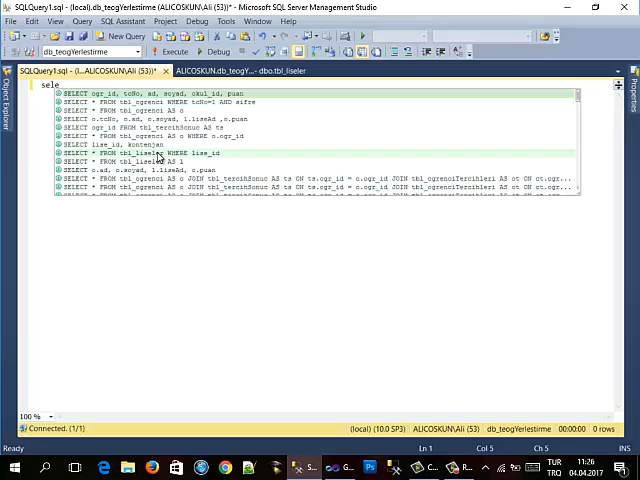 SQLQuery1.sql - (local).db_teogYerlestirme (ALICOSKUN\Ali (53))* - Microsoft SQL Server Management Studio
File Edit View Query SQL Assistant Project Debug Tools Window Help
New Query
db_teogYerlestirme Execute Debug
SQLQuery1.sql - (l...ALICOSKUN\Ali (53))* ALICOSKUN.db_teogY... - dbo.tbl_liseler
Object Explorer
Properties
sele
SELECT ogr_id, tcNo, ad, soyad, okul_id, puan
SELECT * FROM tbl_ogrenci WHERE tcNo=1 AND sifre
SELECT * FROM tbl_ogrenci AS o
SELECT o.tcNo, o.ad, o.soyad, l.liseAd ,o.puan
SELECT ogr_id FROM tbl_tercihSonuc AS ts
SELECT * FROM tbl_ogrenci AS o WHERE o.ogr_id
SELECT lise_id, kontenjan
SELECT * FROM tbl_liseler WHERE lise_id
SELECT * FROM tbl_liseler AS l
SELECT o.ad, o.soyad, l.liseAd, o.puan
SELECT * FROM tbl_ogrenci AS o JOIN tbl_tercihSonuc AS ts ON ts.ogr_id = o.ogr_id JOIN tbl_ogrenciTercihleri AS ot ON ot.ogr...
SELECT * FROM tbl_ogrenci AS o JOIN tbl_tercihSonuc AS ts ON ts.ogr_id = o.ogr_id JOIN tbl_ogrenciTercihleri AS ot ON ot.ogr...
100 %
Connected. (1/1) (local) (10.0 SP3) ALICOSKUN\Ali (53) db_teogYerlestirme 00:00:00 0 rows
Ready Ln 1 Col 5 Ch 5 INS
S... G... C... R... TUR 11:26
TRQ 04.04.2017